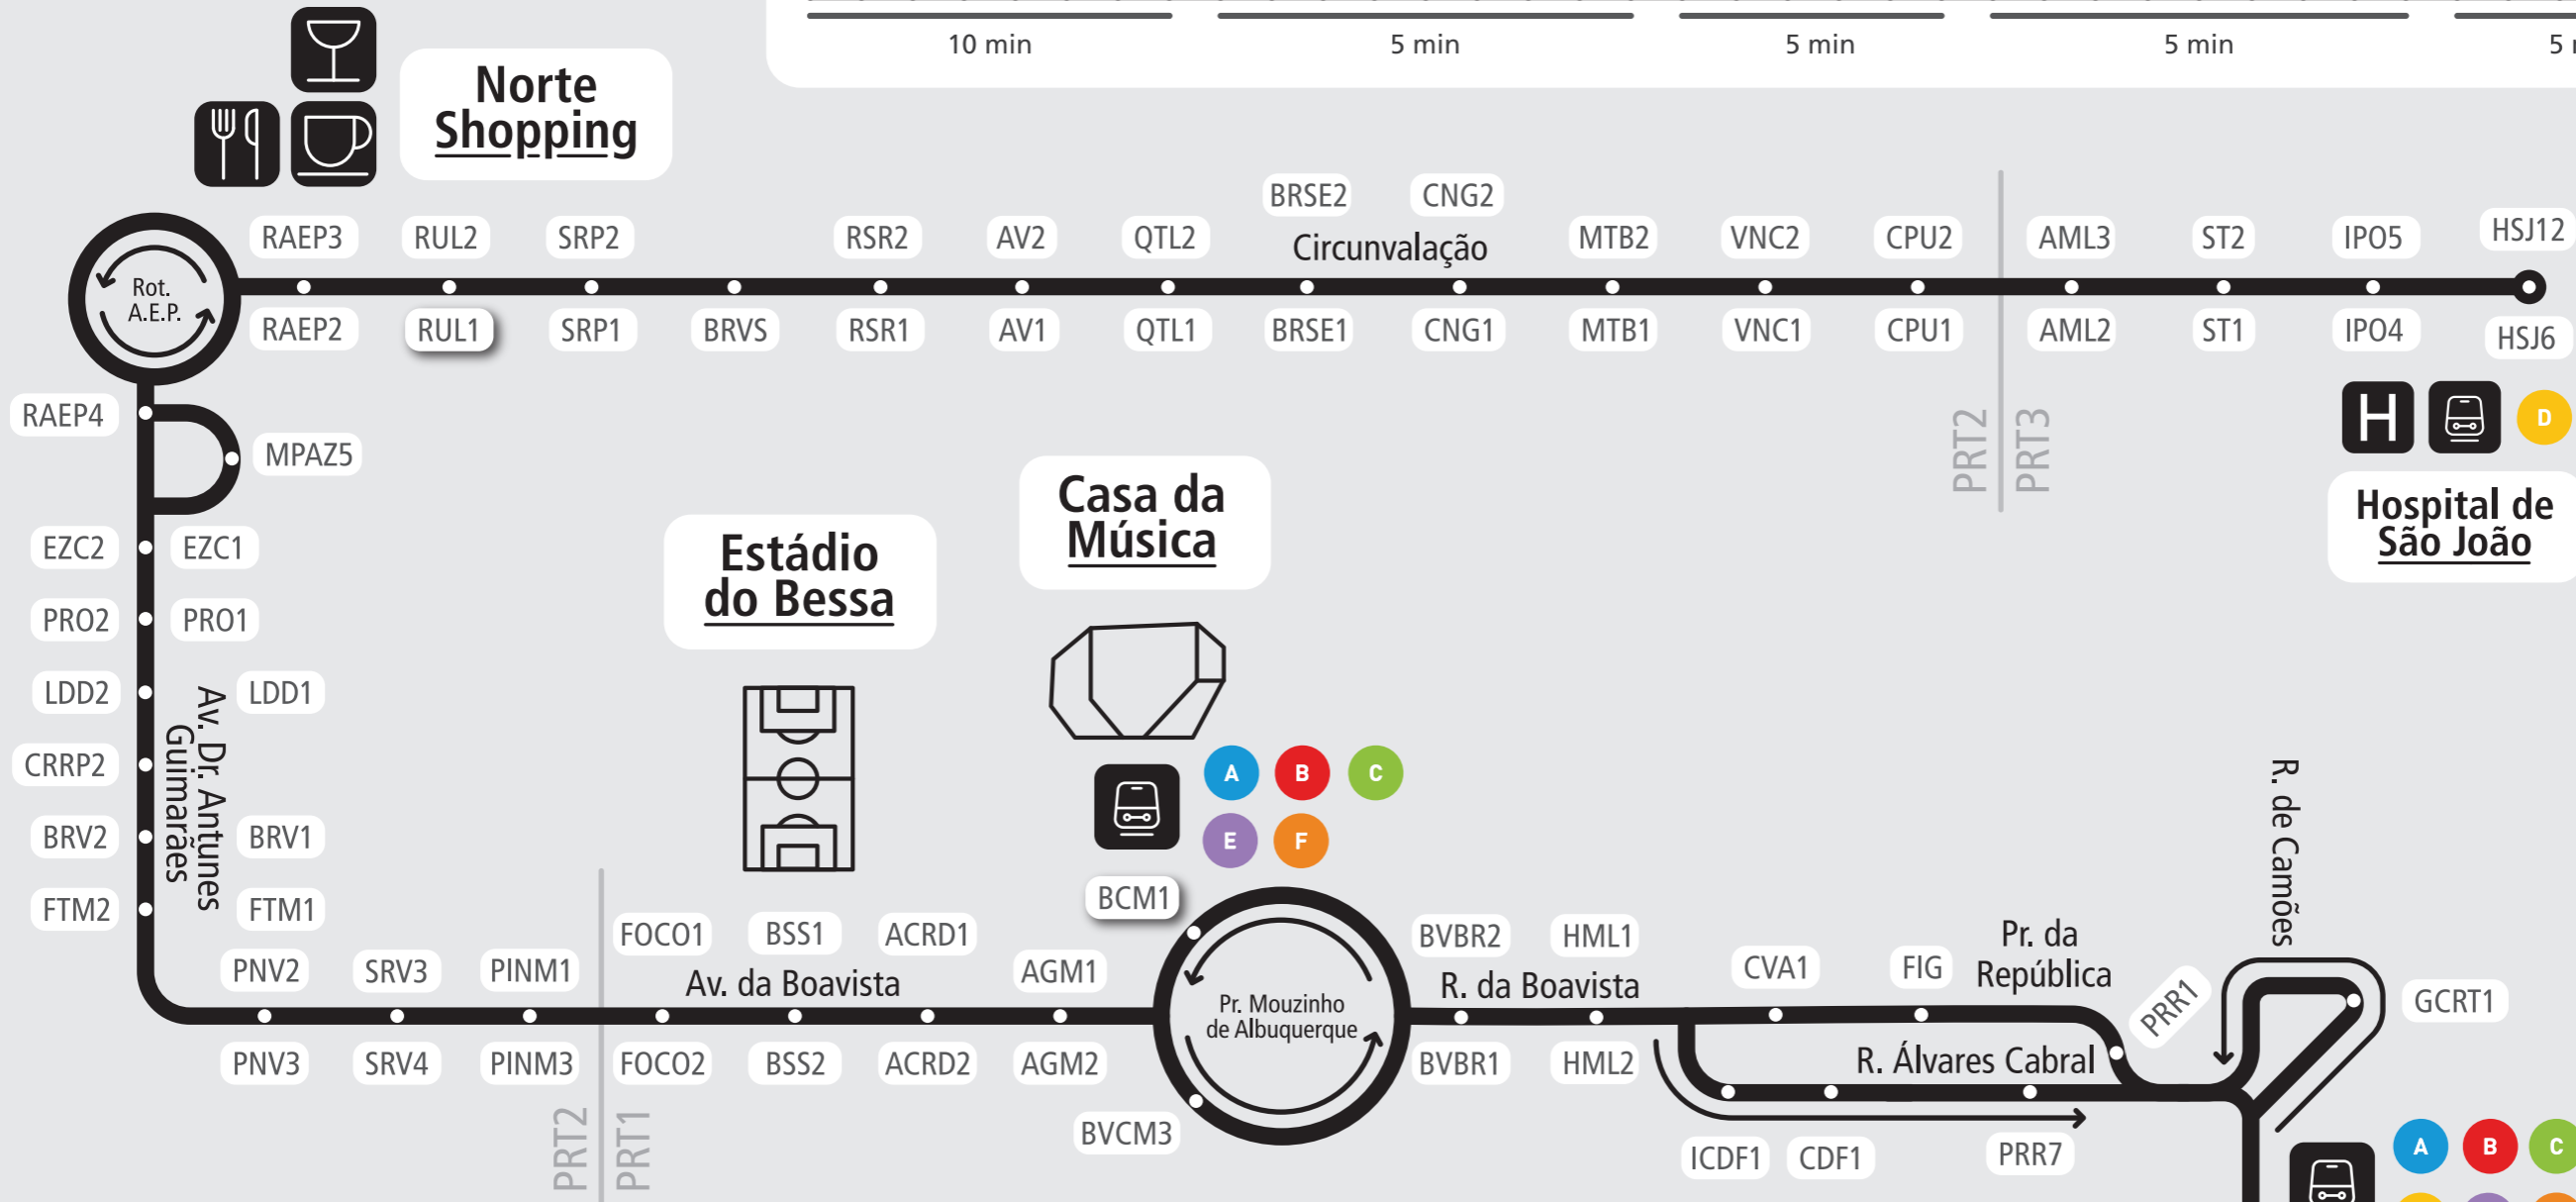 10 min
5 min
5 min
5 min
Norte
Shopping
BRSE2
CNG2
RAEP3
RUL2
SRP2
RSR2
AV2
QTL2
Circunvalação
MTB2
VNC2
CPU2
AML3
ST2
IPO5
HSJ12
Rot.
A.E.P.
RAEP2
RUL1
SRP1
BRVS
RSR1
AV1
QTL1
BRSE1
CNG1
MTB1
VNC1
CPU1
AML2
ST1
IPO4
HSJ6
PRT2
PRT3
H
D
Hospital de
São João
RAEP4
MPAZ5
EZC2
EZC1
PRO2
PRO1
LDD2
LDD1
CRRP2
BRV2
BRV1
FTM2
FTM1
Av. Dr. Antunes
Guimarães
Estádio
do Bessa
Casa da
Música
A
B
C
E
F
BCM1
PNV2
SRV3
PINM1
FOCO1
BSS1
ACRD1
AGM1
Av. da Boavista
PNV3
SRV4
PINM3
FOCO2
BSS2
ACRD2
AGM2
PRT2
PRT1
Pr. Mouzinho
de Albuquerque
BVCM3
BVBR2
HML1
R. da Boavista
BVBR1
HML2
CVA1
FIG
Pr. da
República
PRR1
R. de Camões
GCRT1
R. Álvares Cabral
ICDF1
CDF1
PRR7
A
B
C